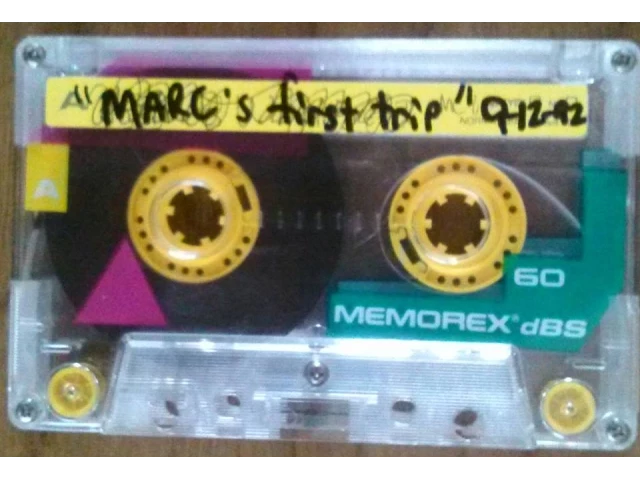 "MARC's first trip" 9-12-92
A
60
MEMOREX® dBS